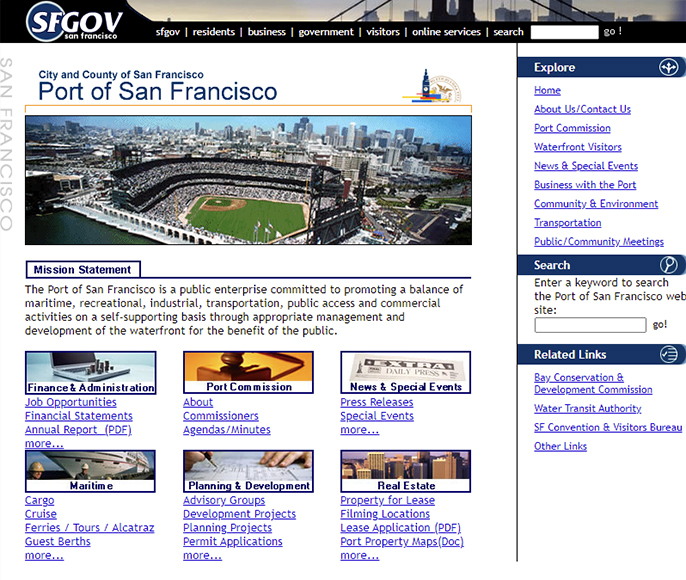 SFGOV
san francisco
sfgov | residents | business | government | visitors | online services | search go !
SAN FRANCISCO
City and County of San Francisco
Port of San Francisco
Mission Statement
The Port of San Francisco is a public enterprise committed to promoting a balance of
maritime, recreational, industrial, transportation, public access and commercial
activities on a self-supporting basis through appropriate management and
development of the waterfront for the benefit of the public.
Finance & Administration
Job Opportunities
Financial Statements
Annual Report (PDF)
more...
Port Commission
About
Commissioners
Agendas/Minutes
EXTRA
DAILY PRESS
News & Special Events
Press Releases
Special Events
more...
Maritime
Cargo
Cruise
Ferries / Tours / Alcatraz
Guest Berths
more...
Planning & Development
Advisory Groups
Development Projects
Planning Projects
Permit Applications
more...
Real Estate
Property for Lease
Filming Locations
Lease Application (PDF)
Port Property Maps(Doc)
more...
Explore
Home
About Us/Contact Us
Port Commission
Waterfront Visitors
News & Special Events
Business with the Port
Community & Environment
Transportation
Public/Community Meetings
Search
Enter a keyword to search
the Port of San Francisco web
site:
go!
Related Links
Bay Conservation &
Development Commission
Water Transit Authority
SF Convention & Visitors Bureau
Other Links